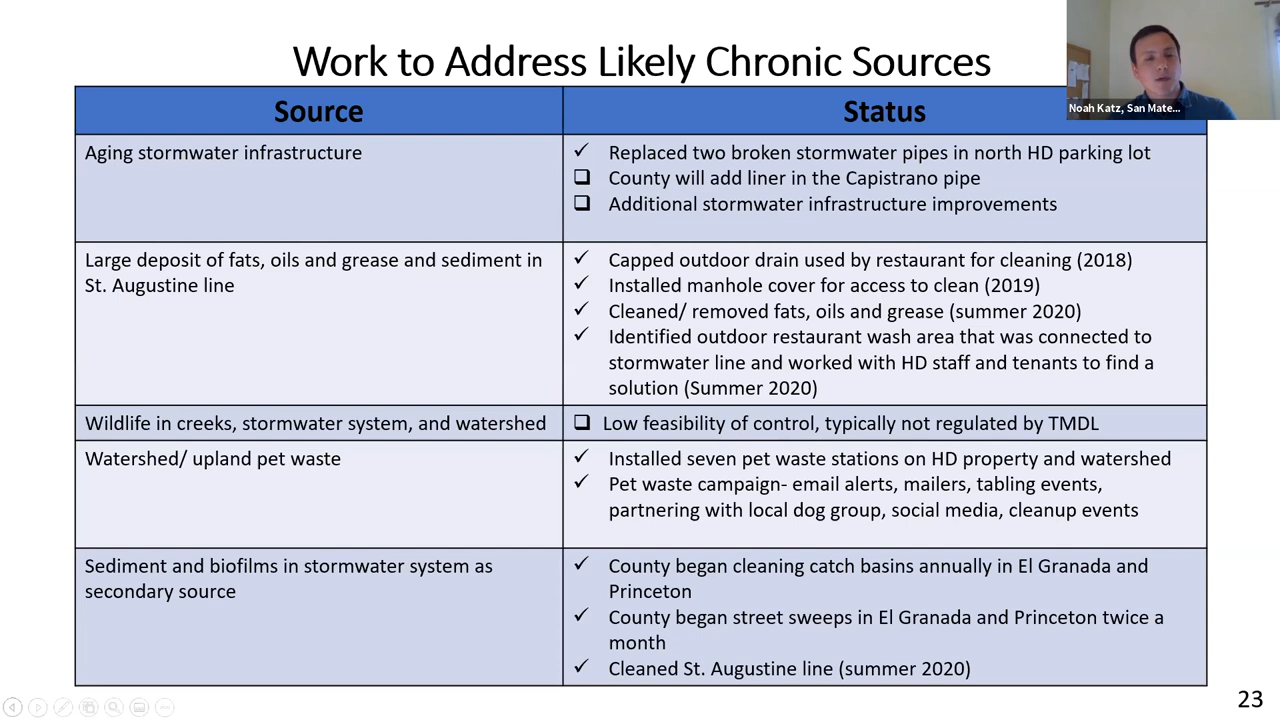 Work to Address Likely Chronic Sources
Noah Katz, San Mate...
Source
Status
Aging stormwater infrastructure
✓ Replaced two broken stormwater pipes in north HD parking lot
❑ County will add liner in the Capistrano pipe
❑ Additional stormwater infrastructure improvements
Large deposit of fats, oils and grease and sediment in
St. Augustine line
✓ Capped outdoor drain used by restaurant for cleaning (2018)
✓ Installed manhole cover for access to clean (2019)
✓ Cleaned/ removed fats, oils and grease (summer 2020)
✓ Identified outdoor restaurant wash area that was connected to
stormwater line and worked with HD staff and tenants to find a
solution (Summer 2020)
Wildlife in creeks, stormwater system, and watershed
❑ Low feasibility of control, typically not regulated by TMDL
Watershed/ upland pet waste
✓ Installed seven pet waste stations on HD property and watershed
✓ Pet waste campaign- email alerts, mailers, tabling events,
partnering with local dog group, social media, cleanup events
Sediment and biofilms in stormwater system as
secondary source
✓ County began cleaning catch basins annually in El Granada and
Princeton
✓ County began street sweeps in El Granada and Princeton twice a
month
✓ Cleaned St. Augustine line (summer 2020)
23